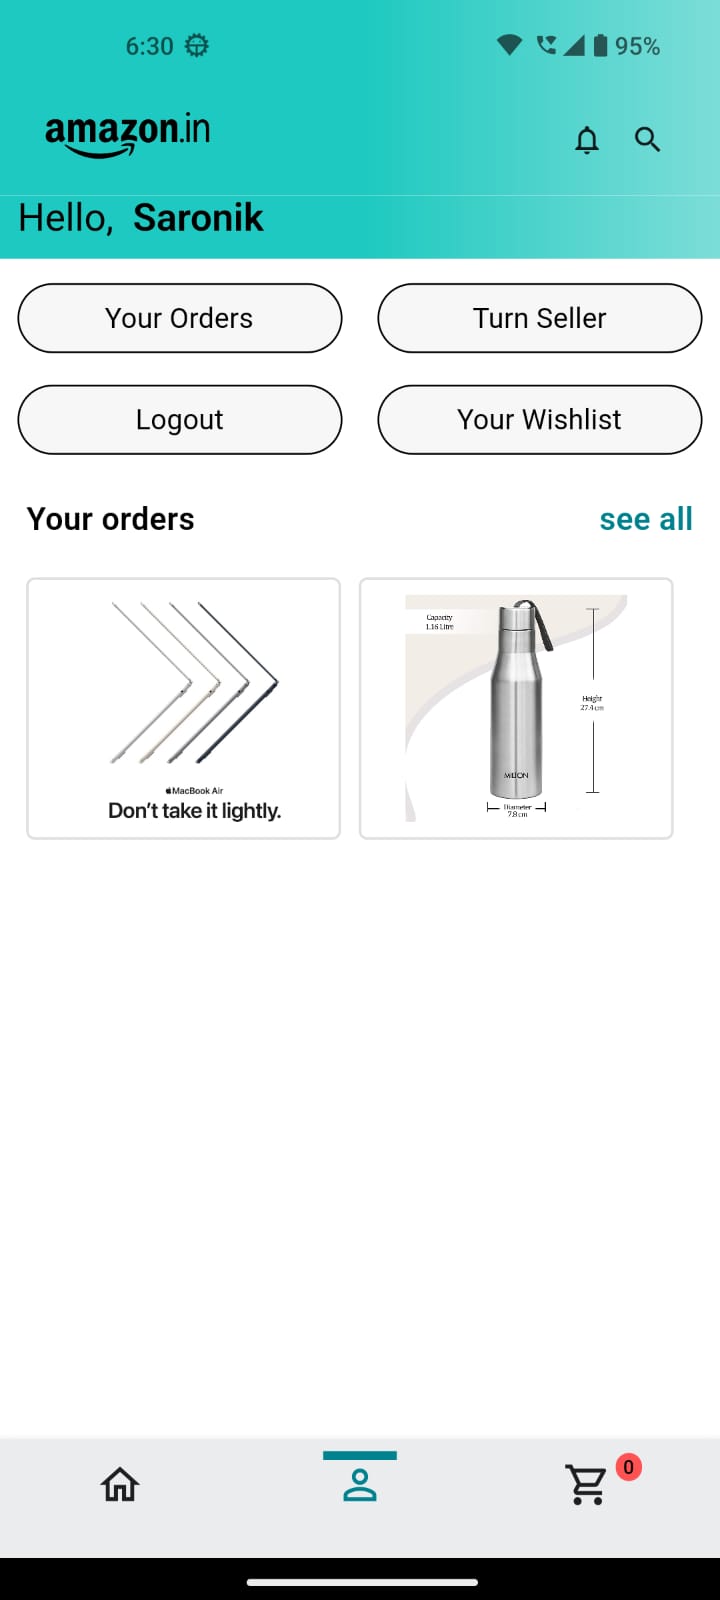 6:30 95%
amazon.in
Hello, Saronik
Your Orders Turn Seller
Logout Your Wishlist
Your orders see all
Capacity
1.16 Litre
Height
27.4 cm
MILTON
Diameter
7.8 cm
MacBook Air
Don't take it lightly.
0